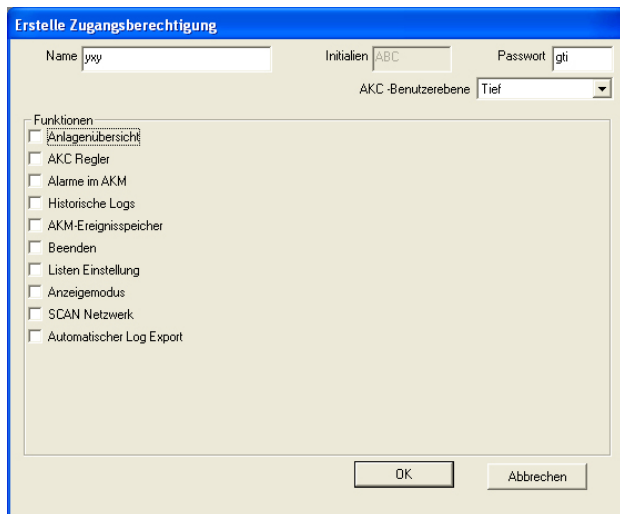 Erstelle Zugangsberechtigung
Name yxy Initialien ABC Passwort gti
AKC -Benutzerebene Tief
Funktionen
Anlagenübersicht
AKC Regler
Alarme im AKM
Historische Logs
AKM-Ereignisspeicher
Beenden
Listen Einstellung
Anzeigemodus
SCAN Netzwerk
Automatischer Log Export
OK Abbrechen